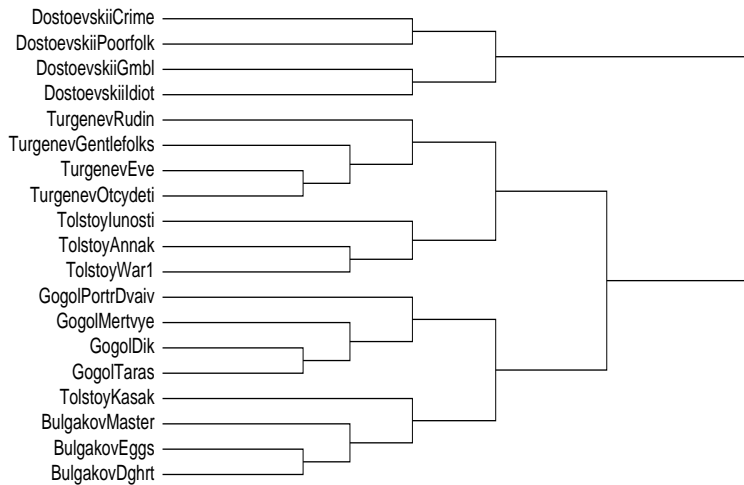 DostoevskiiCrime
DostoevskiiPoorfolk
DostoevskiiGmbl
DostoevskiiIdiot
TurgenevRudin
TurgenevGentlefolks
TurgenevEve
TurgenevOtcydeti
TolstoyIunosti
TolstoyAnnak
TolstoyWar1
GogolPortrDvaiv
GogolMertvye
GogolDik
GogolTaras
TolstoyKasak
BulgakovMaster
BulgakovEggs
BulgakovDghrt